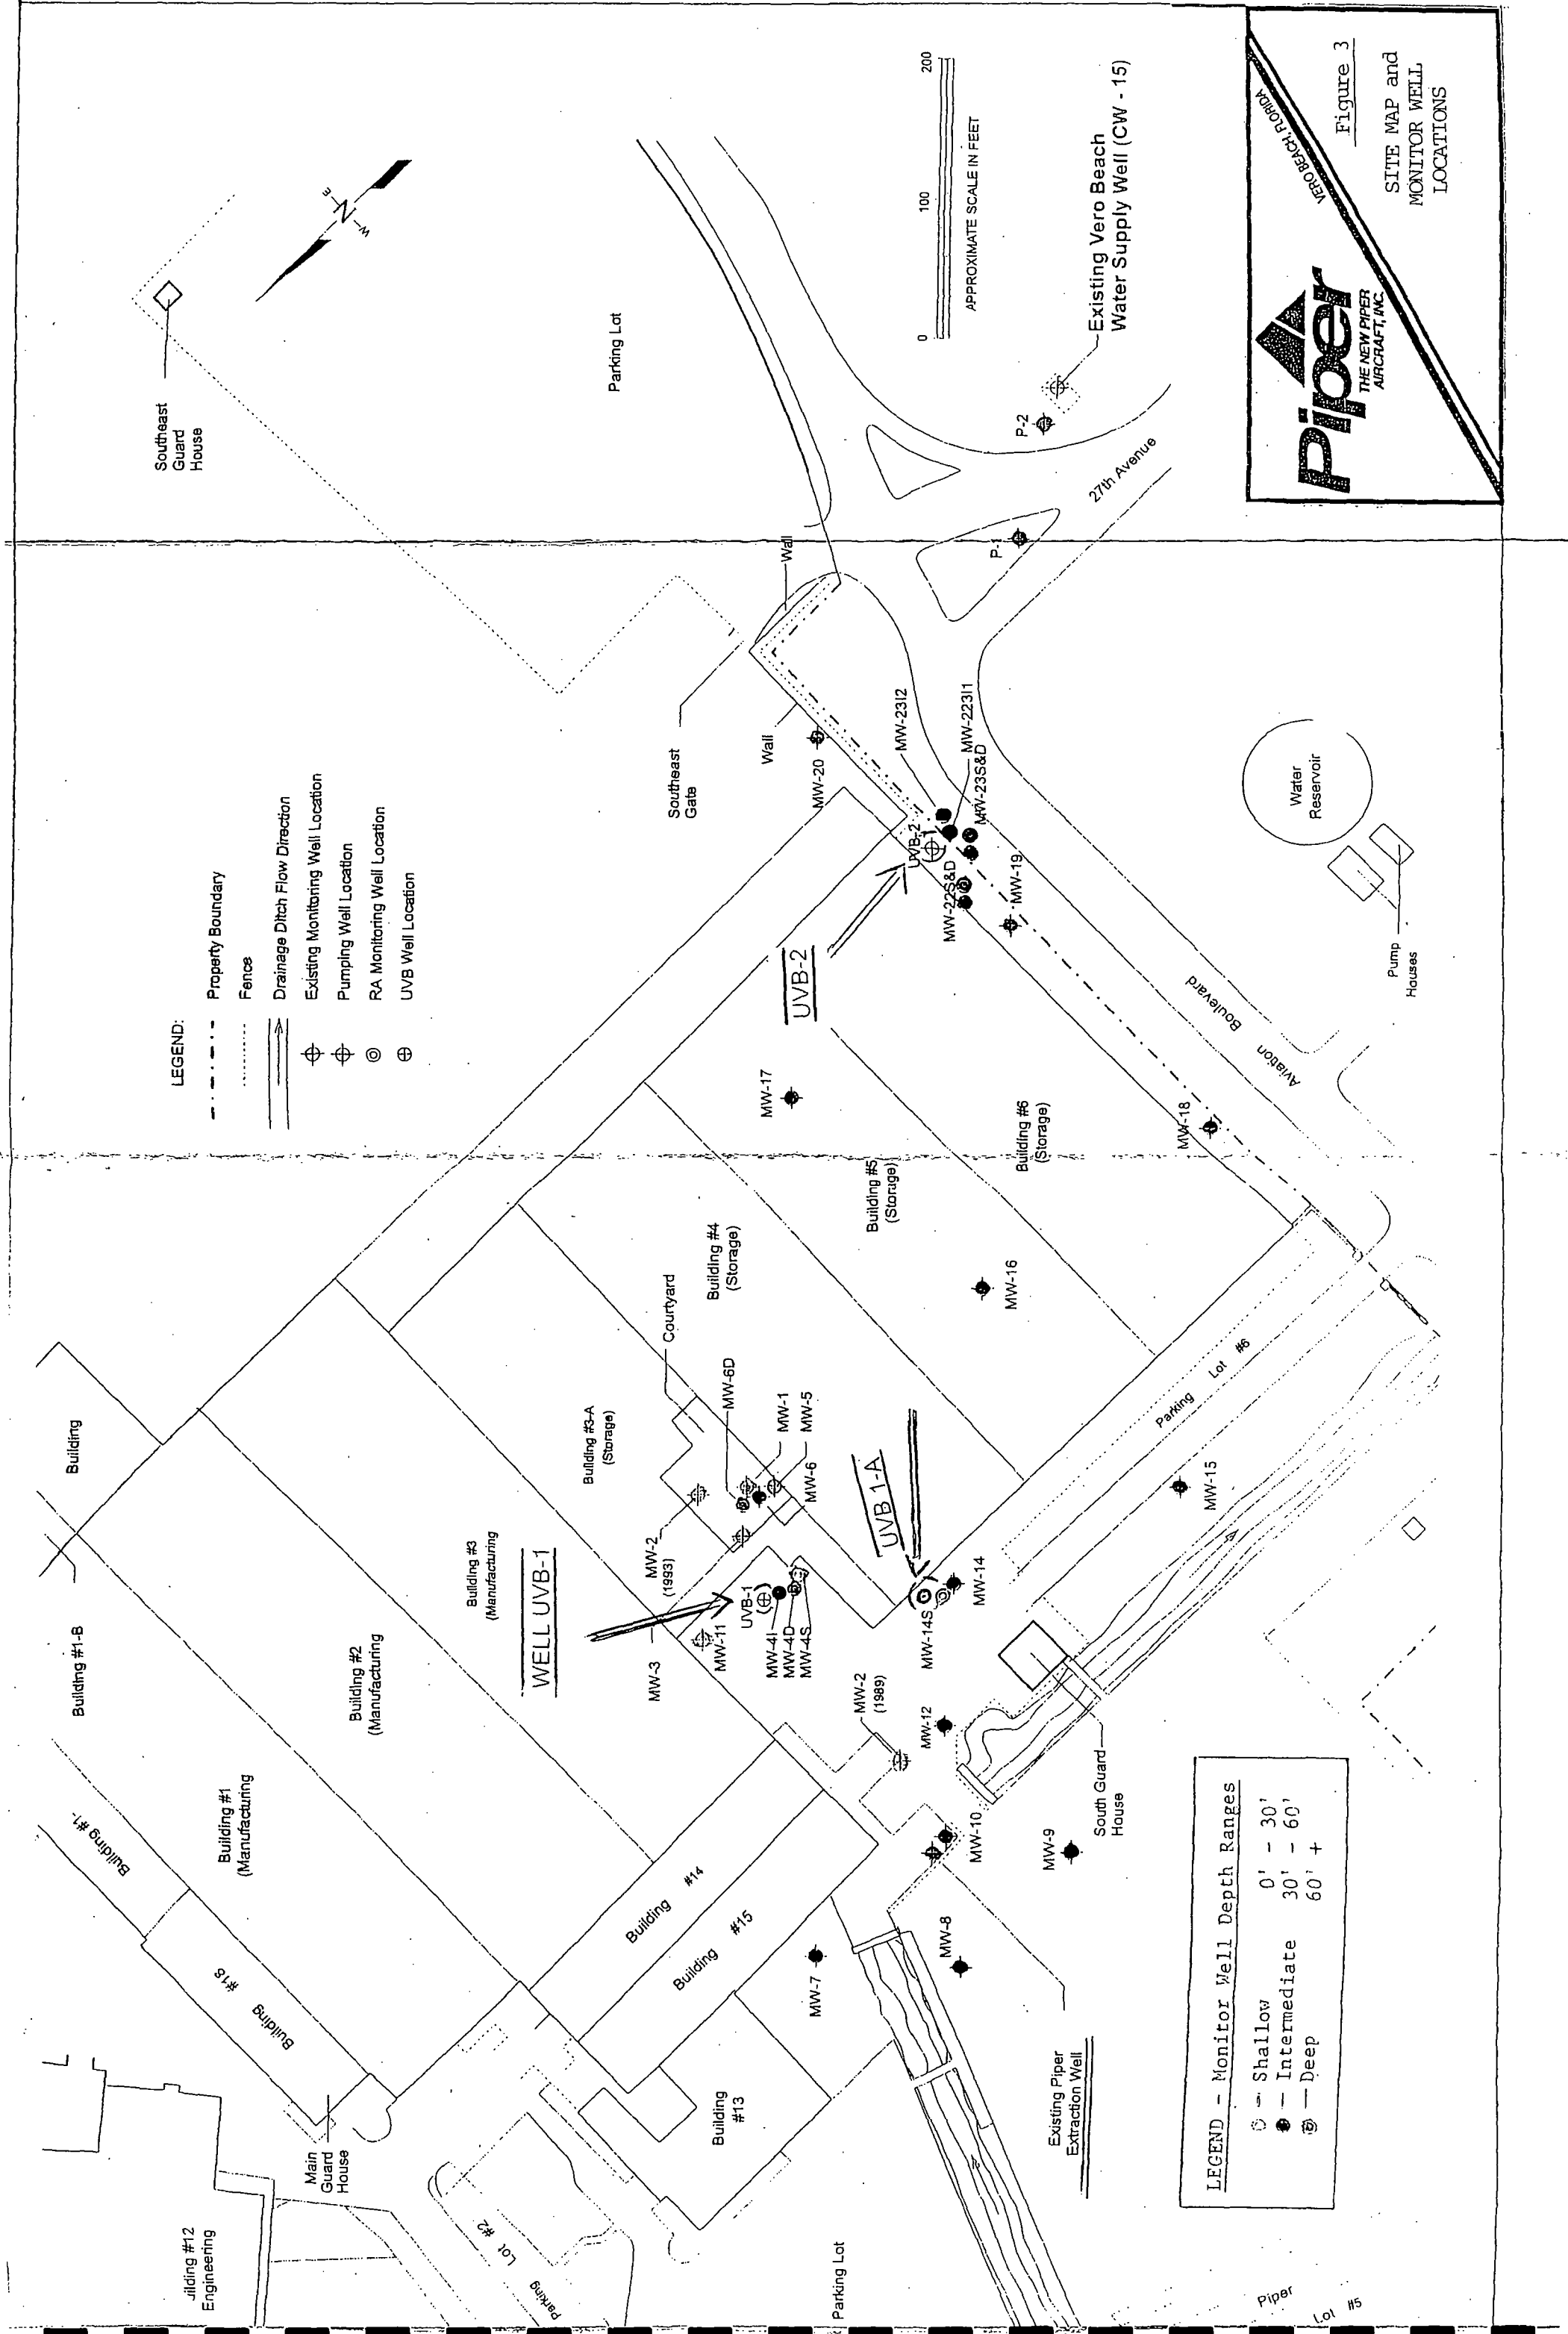 Figure 3
SITE MAP and
MONITOR WELL
LOCATIONS
VERO BEACH, FLORIDA
Piper
THE NEW PIPER
AIRCRAFT, INC.
LEGEND:
Property Boundary
Fence
Drainage Ditch Flow Direction
Existing Monitoring Well Location
Pumping Well Location
RA Monitoring Well Location
UVB Well Location
Southeast
Guard
House
N
E
W
Parking Lot
0
100
200
APPROXIMATE SCALE IN FEET
Existing Vero Beach
Water Supply Well (CW - 15)
P-2
P-1
27th Avenue
Wall
Wall
Southeast
Gate
MW-20
MW-23I2
MW-223I1
MW-23S&D
UVB-2
MW-22S&D
MW-19
UVB-2
Water
Reservoir
Pump
Houses
Aviation
Boulevard
MW-17
MW-18
Building #6
(Storage)
Building #5
(Storage)
Building #4
(Storage)
MW-16
Courtyard
MW-6D
MW-1
MW-5
MW-6
Building #3-A
(Storage)
MW-2
(1993)
Building #3
(Manufacturing
WELL UVB-1
MW-3
MW-11
UVB-1
MW-4I
MW-4D
MW-4S
UVB 1-A
MW-14
MW-14S
Parking
Lot
#6
MW-15
Building
Building #1-B
Building #2
(Manufacturing
Building #1
(Manufacturing
Building #1
Building
#18
Building
#14
Building
#15
MW-2
(1989)
MW-12
MW-10
MW-9
South Guard
House
MW-7
MW-8
Existing Piper
Extraction Well
Building
#13
Main
Guard
House
uilding #12
Engineering
Parking
Lot
#2
Parking Lot
Piper
Lot
#5
LEGEND - Monitor Well Depth Ranges
Shallow 0' - 30'
Intermediate 30' - 60'
Deep 60' +